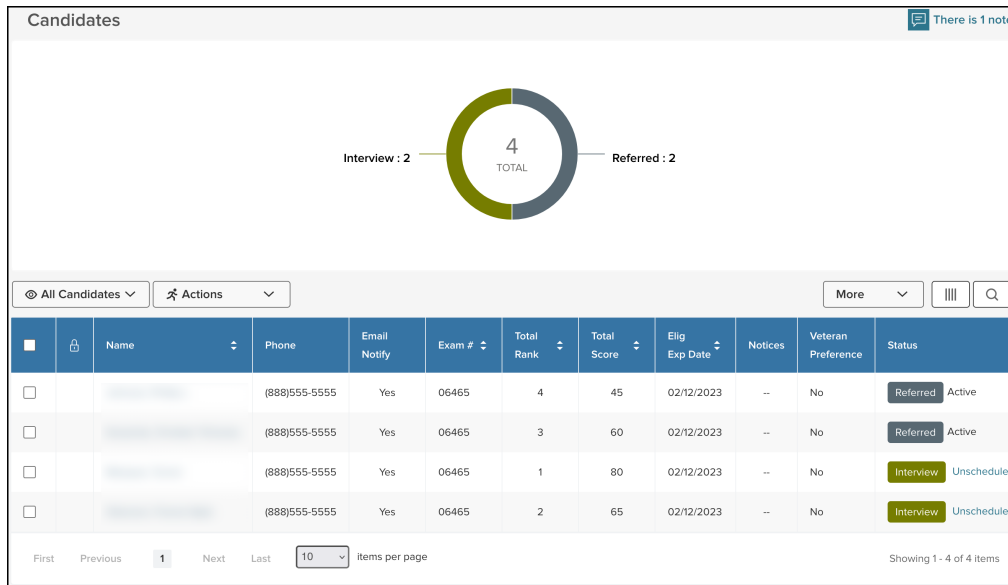 Candidates
There is 1 note
Interview : 2
4
TOTAL
Referred : 2
All Candidates
Actions
More
Name Phone Email Notify Exam # Total Rank Total Score Elig Exp Date Notices Veteran Preference Status
(888)555-5555 Yes 06465 4 45 02/12/2023 -- No Referred Active
(888)555-5555 Yes 06465 3 60 02/12/2023 -- No Referred Active
(888)555-5555 Yes 06465 1 80 02/12/2023 -- No Interview Unschedule
(888)555-5555 Yes 06465 2 65 02/12/2023 -- No Interview Unschedule
First Previous 1 Next Last 10 items per page Showing 1 - 4 of 4 items